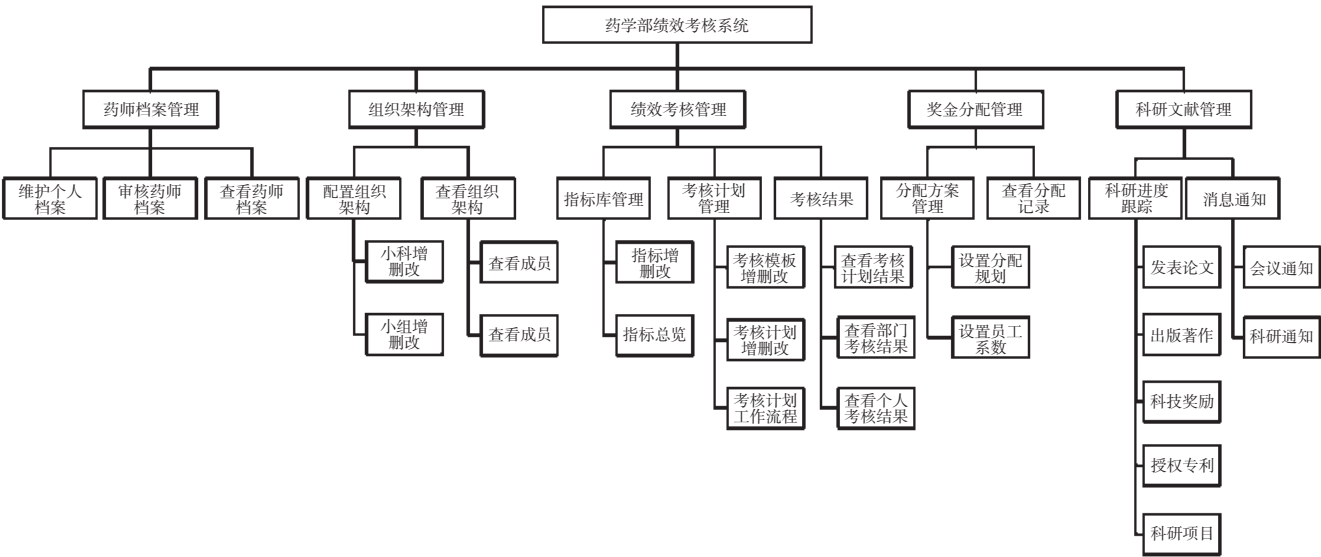 药学部绩效考核系统
药师档案管理
组织架构管理
绩效考核管理
奖金分配管理
科研文献管理
维护个人
档案
审核药师
档案
查看药师
档案
配置组织
架构
查看组织
架构
指标库管理
考核计划
管理
考核结果
分配方案
管理
查看分配
记录
科研进度
跟踪
消息通知
小科增
删改
小组增
删改
查看成员
查看成员
指标增
删改
指标总览
考核模板
增删改
考核计划
增删改
考核计划
工作流程
查看考核
计划结果
查看部门
考核结果
查看个人
考核结果
设置分配
规划
设置员工
系数
发表论文
出版著作
科技奖励
授权专利
科研项目
会议通知
科研通知